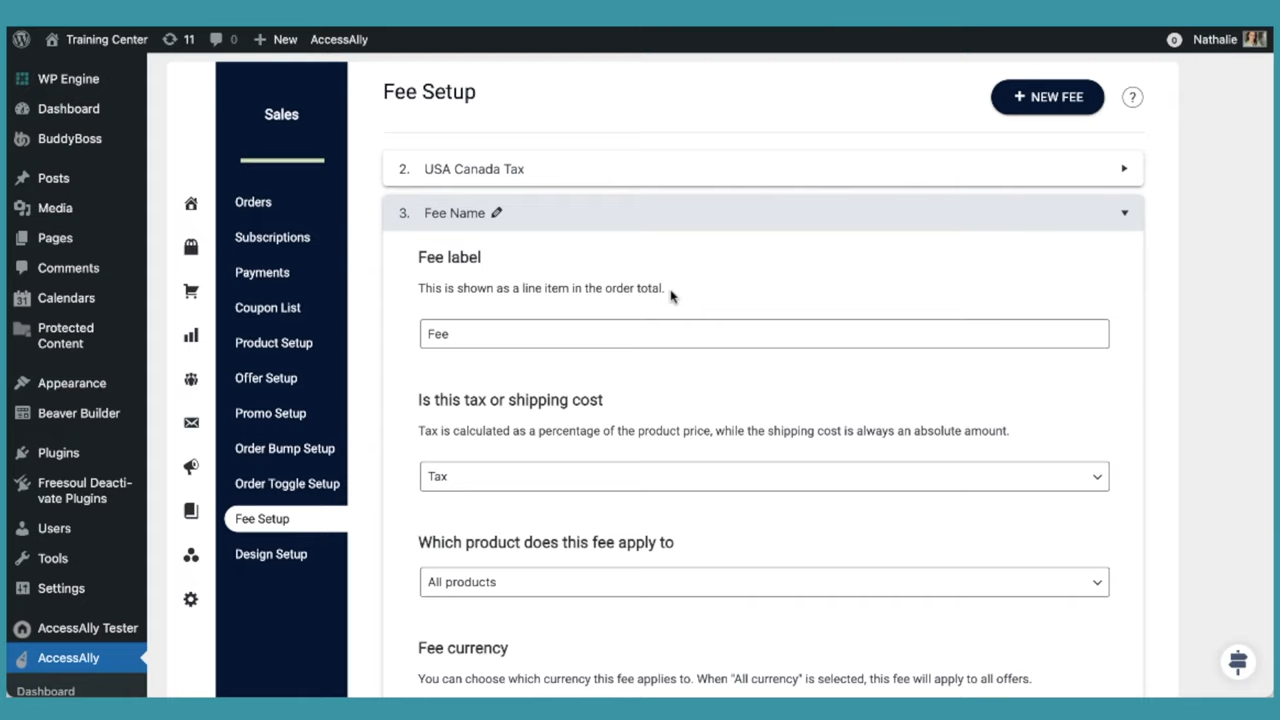 Training Center
11
0
New
AccessAlly
0
Nathalie
WP Engine
Dashboard
BuddyBoss
Posts
Media
Pages
Comments
Calendars
Protected
Content
Appearance
Beaver Builder
Plugins
Freesoul Deacti-
vate Plugins
Users
Tools
Settings
AccessAlly Tester
AccessAlly
Dashboard
Sales
Orders
Subscriptions
Payments
Coupon List
Product Setup
Offer Setup
Promo Setup
Order Bump Setup
Order Toggle Setup
Fee Setup
Design Setup
Fee Setup
+ NEW FEE
?
2. USA Canada Tax
3. Fee Name
Fee label
This is shown as a line item in the order total.
Fee
Is this tax or shipping cost
Tax is calculated as a percentage of the product price, while the shipping cost is always an absolute amount.
Tax
Which product does this fee apply to
All products
Fee currency
You can choose which currency this fee applies to. When "All currency" is selected, this fee will apply to all offers.